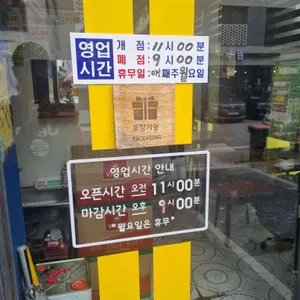 영업시간
개 점 : 11시 00분
폐 점 : 9시 00분
휴무일 : 매째주월요일
포장가능
PACKAGING
영업시간 안내
오픈시간 오전 11시 00분
마감시간 오후 9시 00분
*월요일은 휴무*